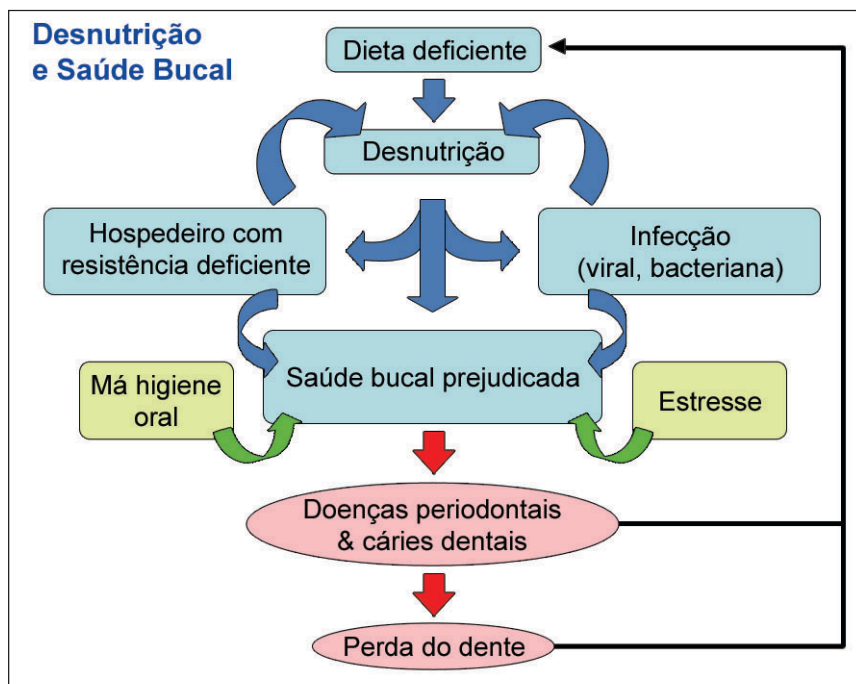 Desnutrição
e Saúde Bucal
Dieta deficiente
Desnutrição
Hospedeiro com
resistência deficiente
Infecção
(viral, bacteriana)
Má higiene
oral
Saúde bucal prejudicada
Estresse
Doenças periodontais
& cáries dentais
Perda do dente